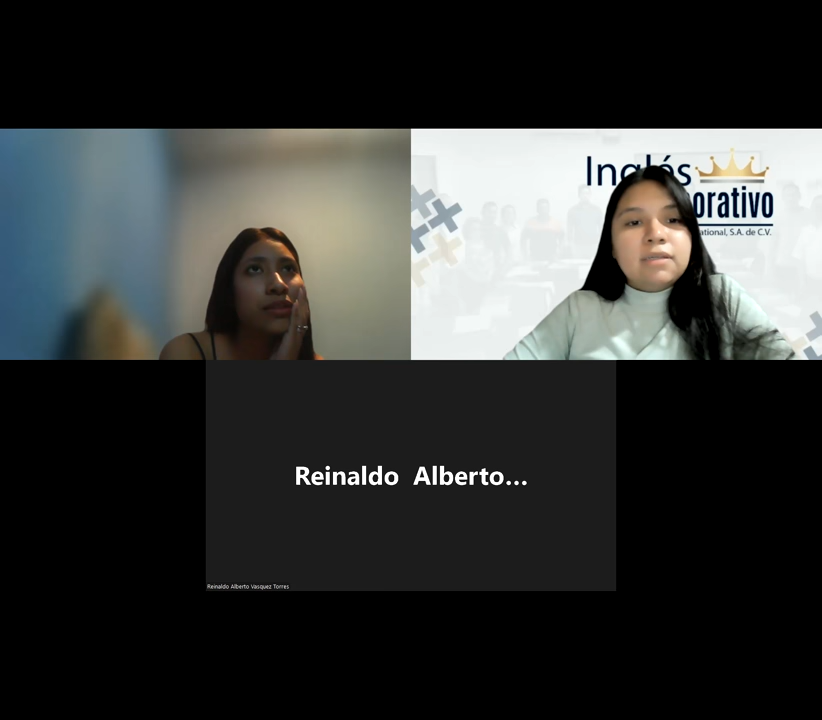 Inglés
orativo
ational, S.A. de C.V.
Reinaldo Alberto...
Reinaldo Alberto Vasquez Torres